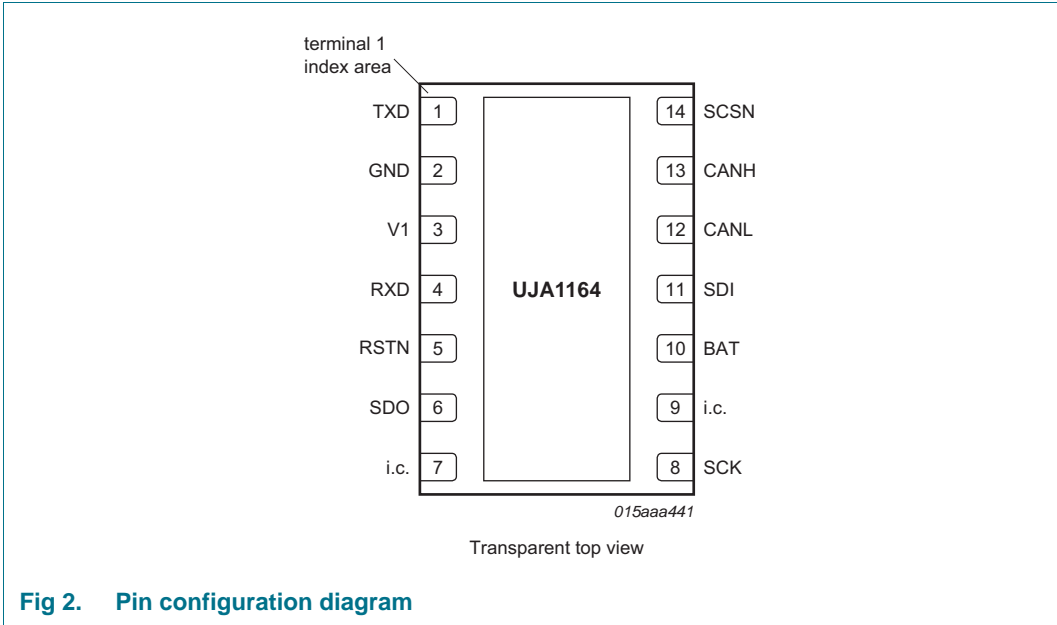 terminal 1
index area
TXD 1
14 SCSN
GND 2
13 CANH
V1 3
12 CANL
RXD 4
UJA1164
11 SDI
RSTN 5
10 BAT
SDO 6
9 i.c.
i.c. 7
8 SCK
015aaa441
Transparent top view
Fig 2. Pin configuration diagram